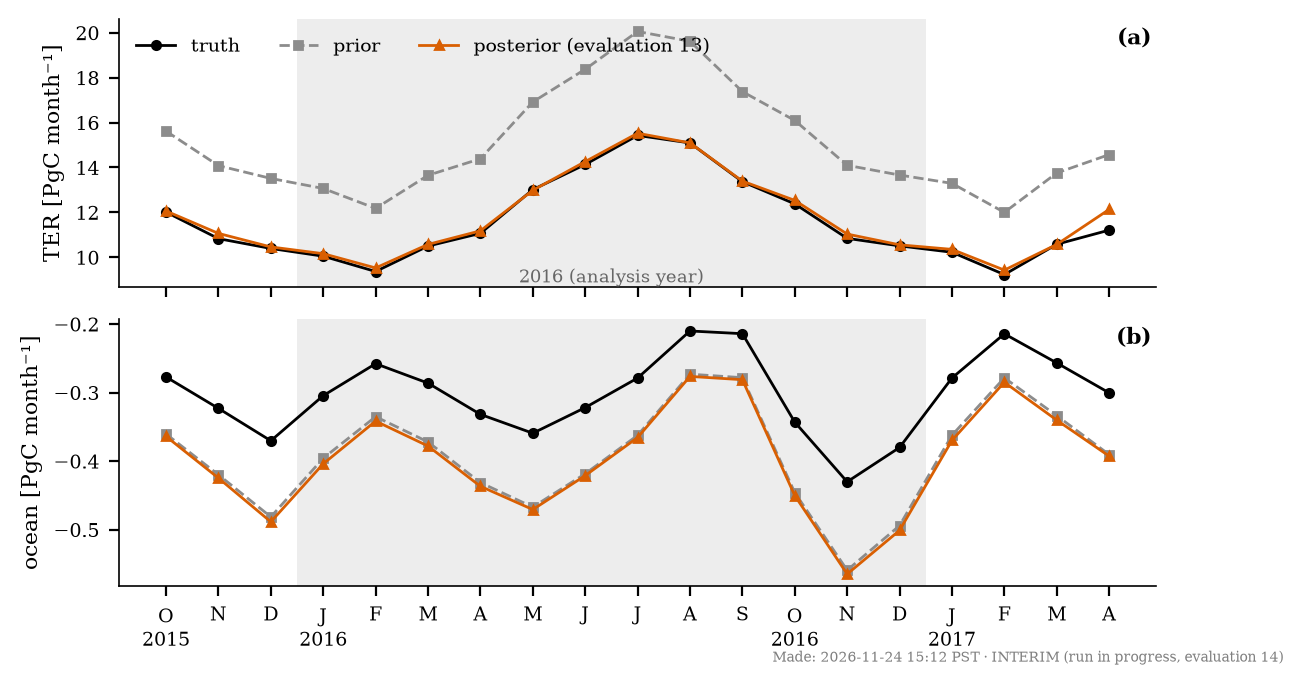 truth prior posterior (evaluation 13)
(a)
TER [PgC month⁻¹]
20
18
16
14
12
10
2016 (analysis year)
(b)
ocean [PgC month⁻¹]
−0.2
−0.3
−0.4
−0.5
O N D J F M A M J J A S O N D J F M A
2015 2016 2016 2017
Made: 2026-11-24 15:12 PST · INTERIM (run in progress, evaluation 14)